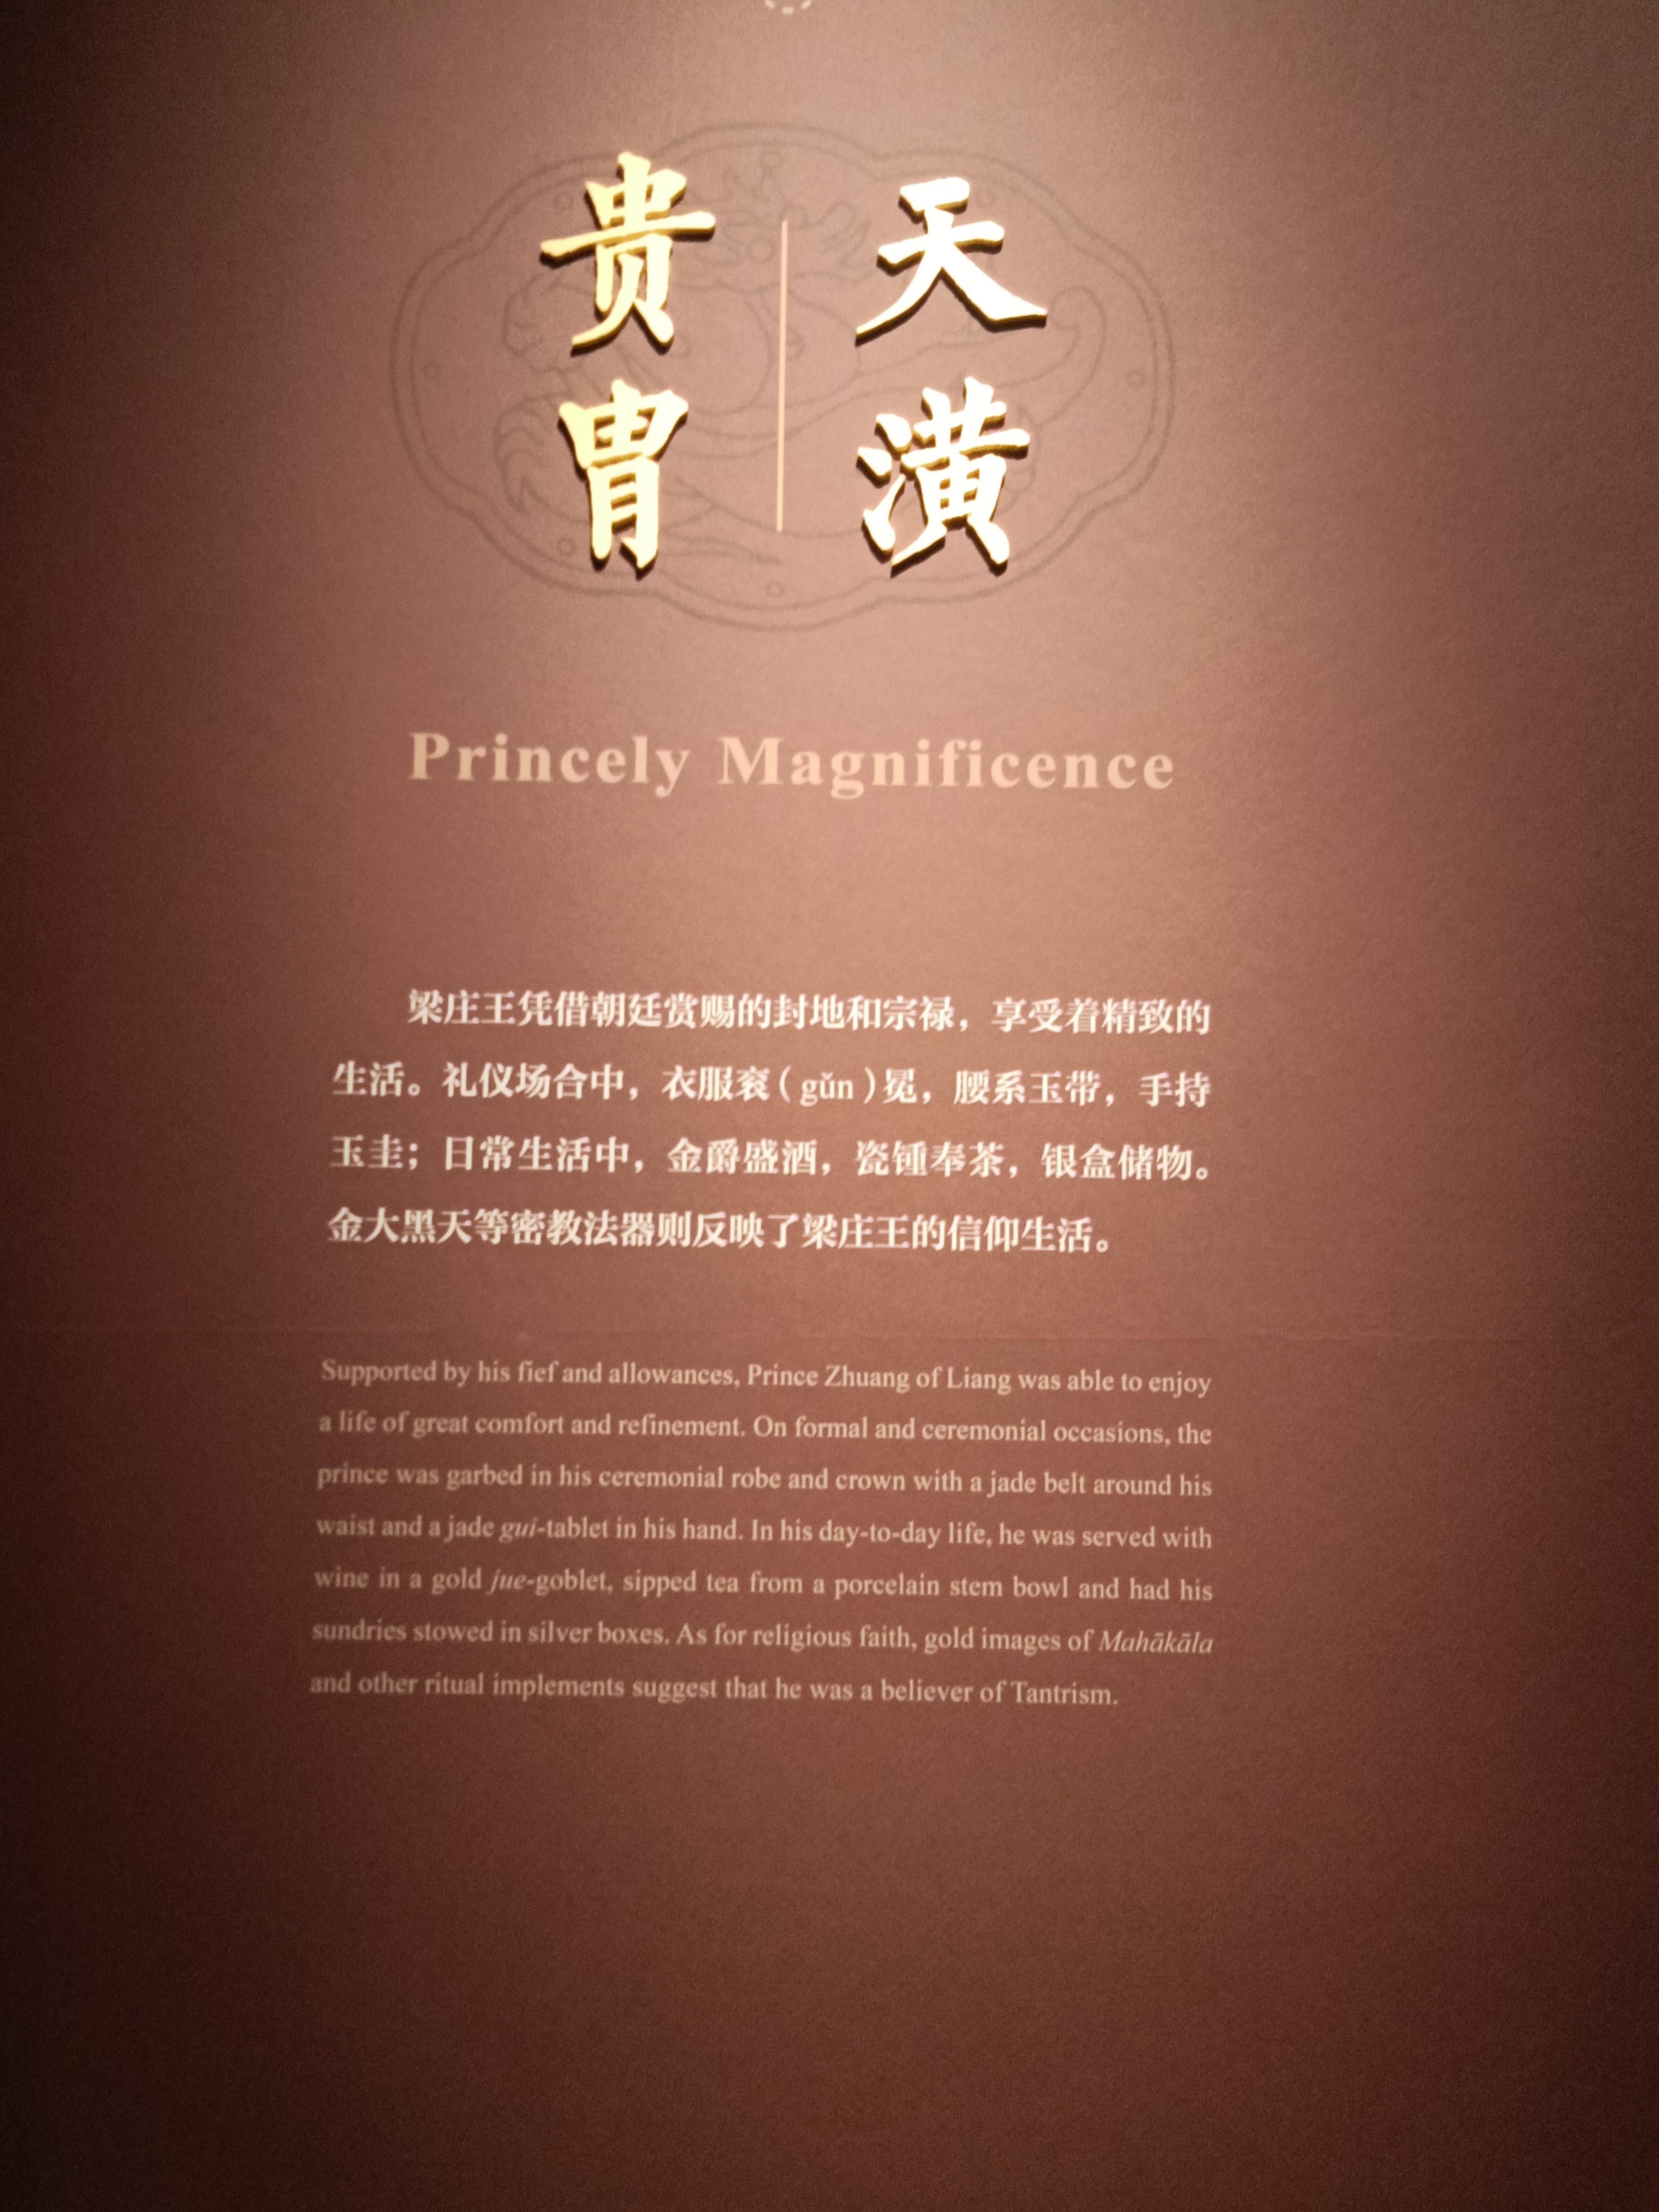 天潢
贵胄
Princely Magnificence
梁庄王凭借朝廷赏赐的封地和宗禄，享受着精致的
生活。礼仪场合中，衣服衮（gǔn）冕，腰系玉带，手持
玉圭；日常生活中，金爵盛酒，瓷锺奉茶，银盒储物。
金大黑天等密教法器则反映了梁庄王的信仰生活。
Supported by his fief and allowances, Prince Zhuang of Liang was able to enjoy
a life of great comfort and refinement. On formal and ceremonial occasions, the
prince was garbed in his ceremonial robe and crown with a jade belt around his
waist and a jade gui-tablet in his hand. In his day-to-day life, he was served with
wine in a gold jue-goblet, sipped tea from a porcelain stem bowl and had his
sundries stowed in silver boxes. As for religious faith, gold images of Mahākāla
and other ritual implements suggest that he was a believer of Tantrism.